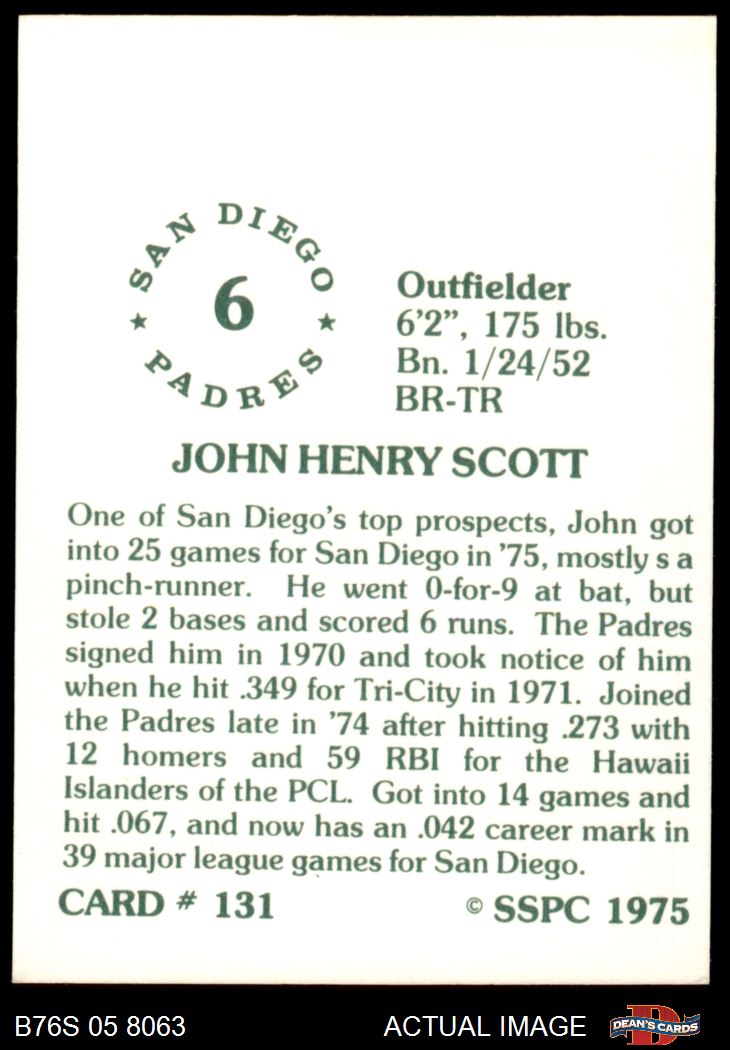 SAN DIEGO
6
★ ★
PADRES
Outfielder
6'2", 175 lbs.
Bn. 1/24/52
BR-TR
JOHN HENRY SCOTT
One of San Diego's top prospects, John got
into 25 games for San Diego in '75, mostly s a
pinch-runner. He went 0-for-9 at bat, but
stole 2 bases and scored 6 runs. The Padres
signed him in 1970 and took notice of him
when he hit .349 for Tri-City in 1971. Joined
the Padres late in '74 after hitting .273 with
12 homers and 59 RBI for the Hawaii
Islanders of the PCL. Got into 14 games and
hit .067, and now has an .042 career mark in
39 major league games for San Diego.
CARD # 131 © SSPC 1975
B76S 05 8063 ACTUAL IMAGE D DEAN'S CARDS